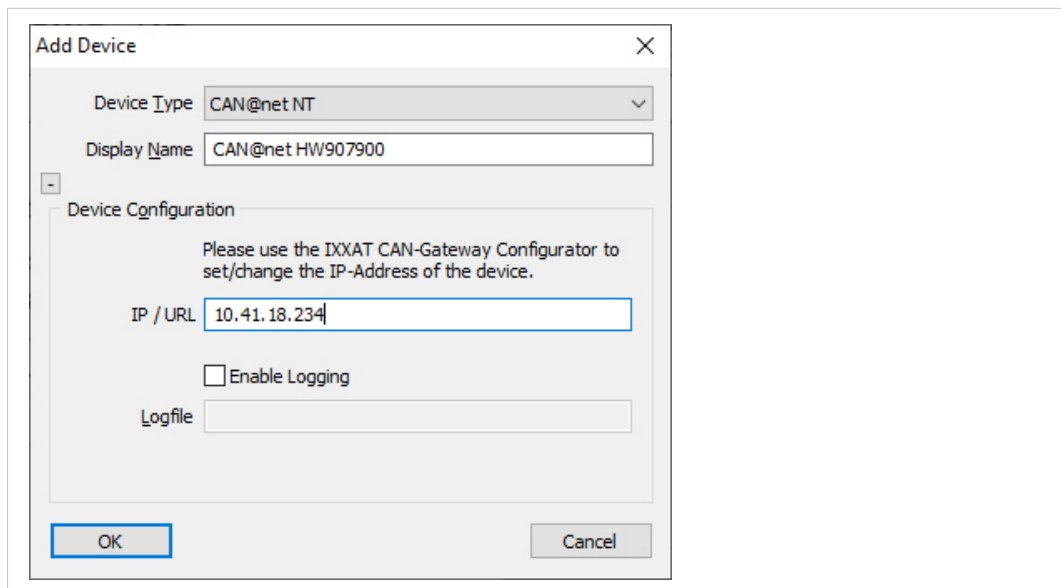 Add Device
Device Type CAN@net NT
Display Name CAN@net HW907900
-
Device Configuration
Please use the IXXAT CAN-Gateway Configurator to
set/change the IP-Address of the device.
IP / URL 10.41.18.234
Enable Logging
Logfile
OK Cancel